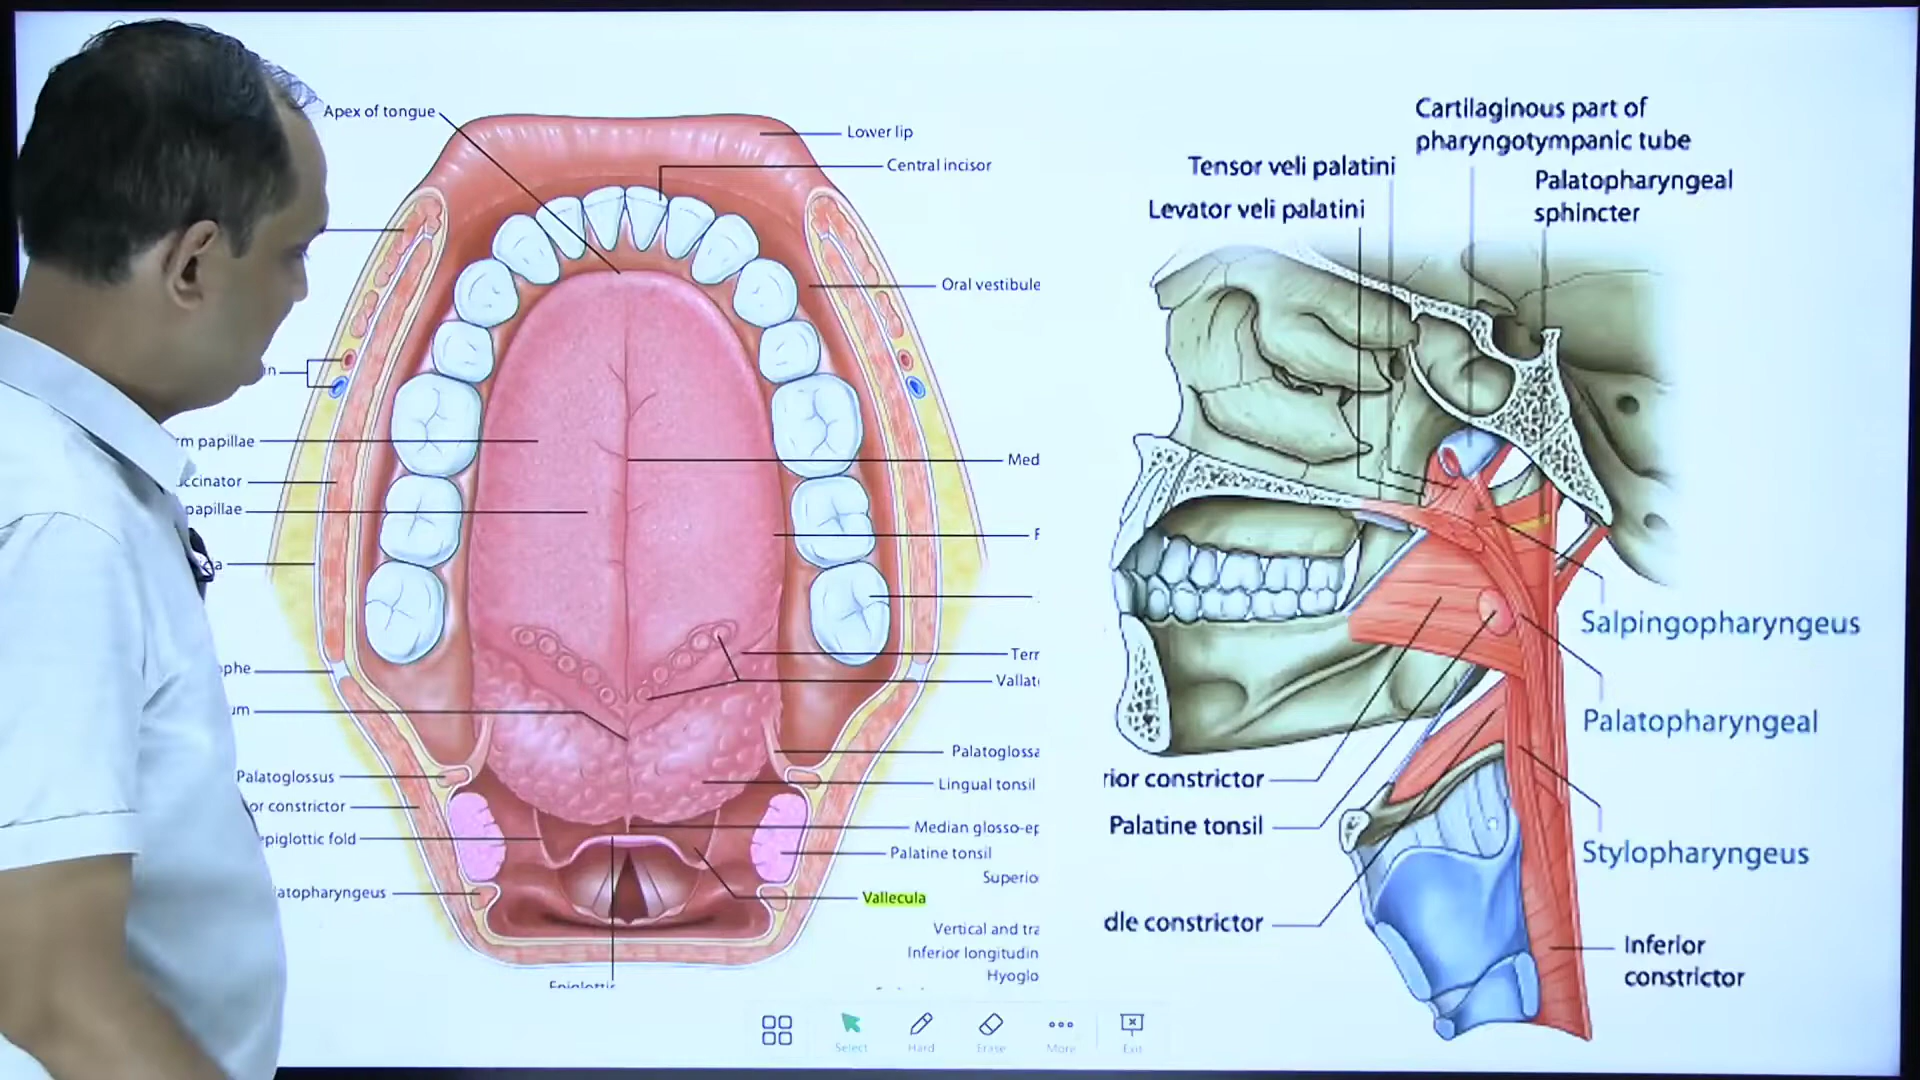 Apex of tongue
Lower lip
Central incisor
Oral vestibule
in
rm papillae
ccinator
papillae
Med
F
phe
um
Terr
Vallat
Palatoglossus
or constrictor
epiglottic fold
latopharyngeus
Epiglottis
Palatoglossa
Lingual tonsil
Median glosso-ep
Palatine tonsil
Superio
Vallecula
Vertical and tra
Inferior longitudin
Hyoglo
Cartilaginous part of
pharyngotympanic tube
Tensor veli palatini
Levator veli palatini
Palatopharyngeal
sphincter
Salpingopharyngeus
Palatopharyngeal
rior constrictor
Palatine tonsil
Stylopharyngeus
dle constrictor
Inferior
constrictor
Select
Hard
Erase
More
Exit